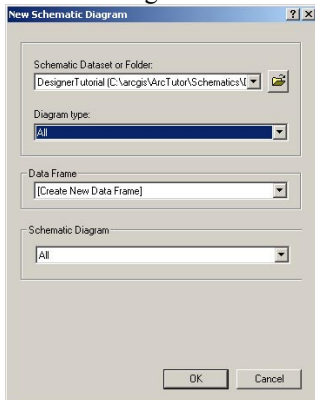 New Schematic Diagram
Schematic Dataset or Folder:
DesignerTutorial (C:\arcgis\ArcTutor\Schematics\
Diagram type:
All
Data Frame
[Create New Data Frame]
Schematic Diagram
All
OK Cancel